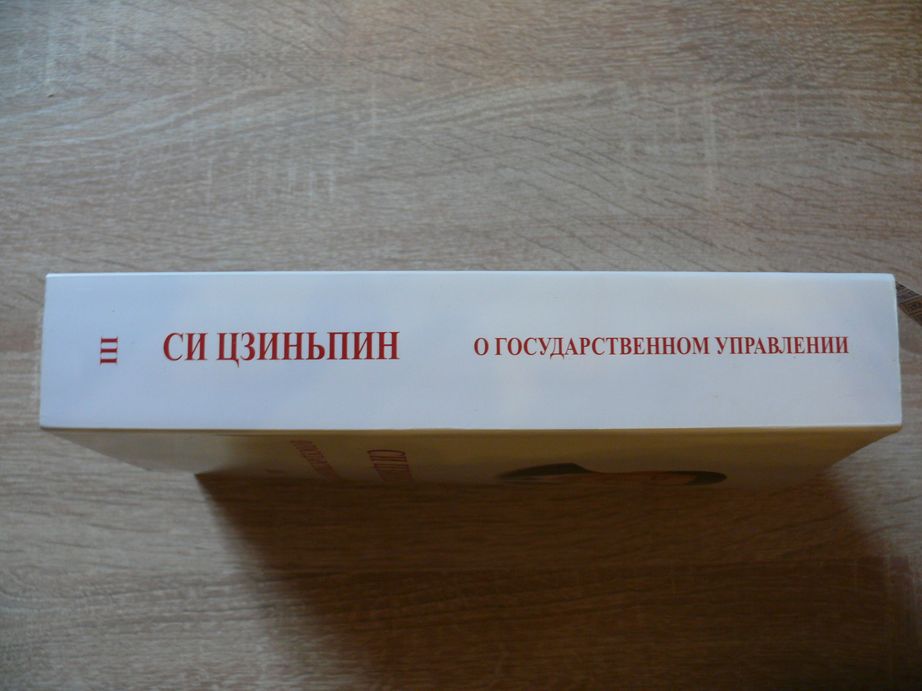 III
СИ ЦЗИНЬПИН
О ГОСУДАРСТВЕННОМ УПРАВЛЕНИИ